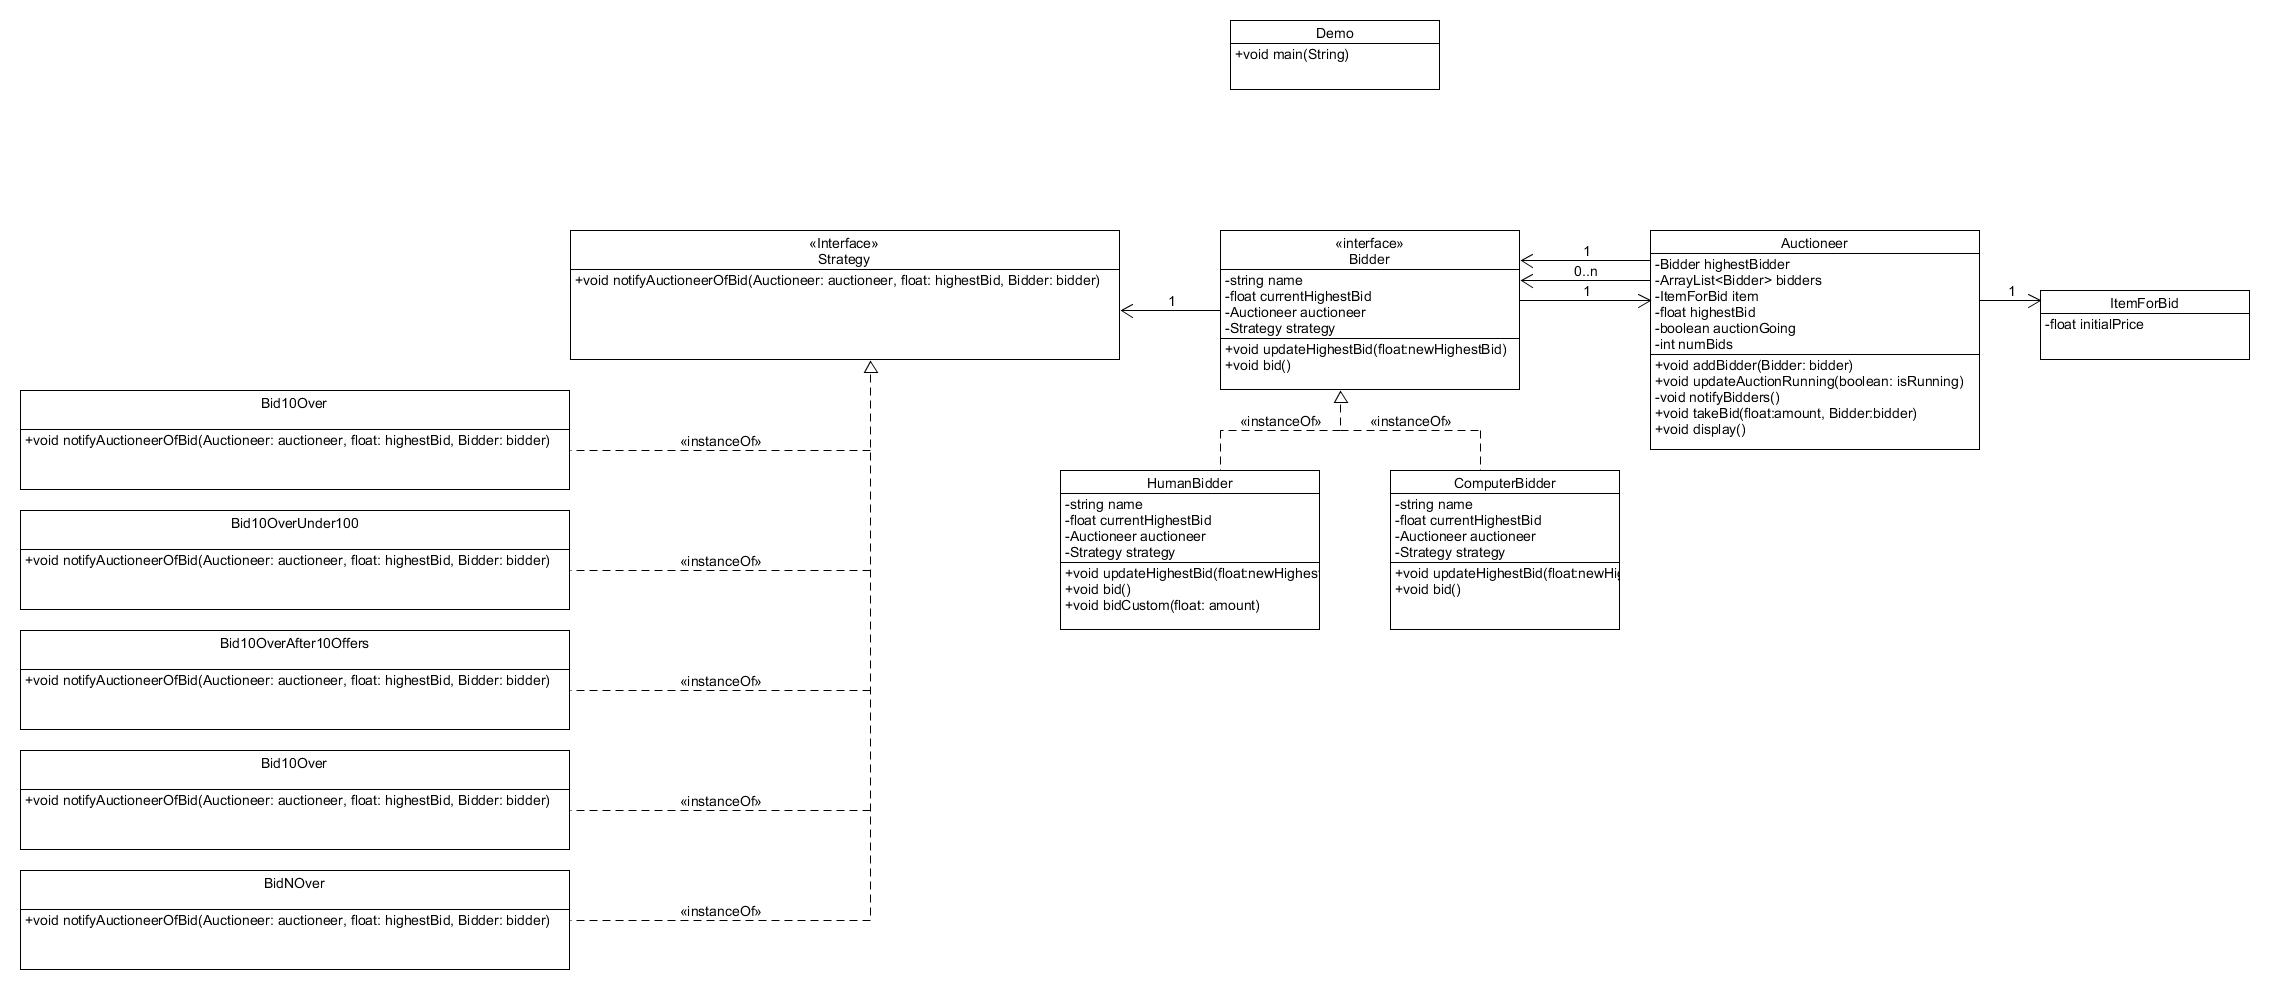 Demo
+void main(String)
«Interface»
Strategy
+void notifyAuctioneerOfBid(Auctioneer: auctioneer, float: highestBid, Bidder: bidder)
1
«interface»
Bidder
-string name
-float currentHighestBid
-Auctioneer auctioneer
-Strategy strategy
+void updateHighestBid(float:newHighestBid)
+void bid()
1
0..n
1
Auctioneer
-Bidder highestBidder
-ArrayList<Bidder> bidders
-ItemForBid item
-float highestBid
-boolean auctionGoing
-int numBids
+void addBidder(Bidder: bidder)
+void updateAuctionRunning(boolean: isRunning)
-void notifyBidders()
+void takeBid(float:amount, Bidder:bidder)
+void display()
1
ItemForBid
-float initialPrice
Bid10Over
+void notifyAuctioneerOfBid(Auctioneer: auctioneer, float: highestBid, Bidder: bidder)
«instanceOf»
Bid10OverUnder100
+void notifyAuctioneerOfBid(Auctioneer: auctioneer, float: highestBid, Bidder: bidder)
«instanceOf»
Bid10OverAfter10Offers
+void notifyAuctioneerOfBid(Auctioneer: auctioneer, float: highestBid, Bidder: bidder)
«instanceOf»
Bid10Over
+void notifyAuctioneerOfBid(Auctioneer: auctioneer, float: highestBid, Bidder: bidder)
«instanceOf»
BidNOver
+void notifyAuctioneerOfBid(Auctioneer: auctioneer, float: highestBid, Bidder: bidder)
«instanceOf»
«instanceOf»
«instanceOf»
HumanBidder
-string name
-float currentHighestBid
-Auctioneer auctioneer
-Strategy strategy
+void updateHighestBid(float:newHighest
+void bid()
+void bidCustom(float: amount)
ComputerBidder
-string name
-float currentHighestBid
-Auctioneer auctioneer
-Strategy strategy
+void updateHighestBid(float:newHig
+void bid()